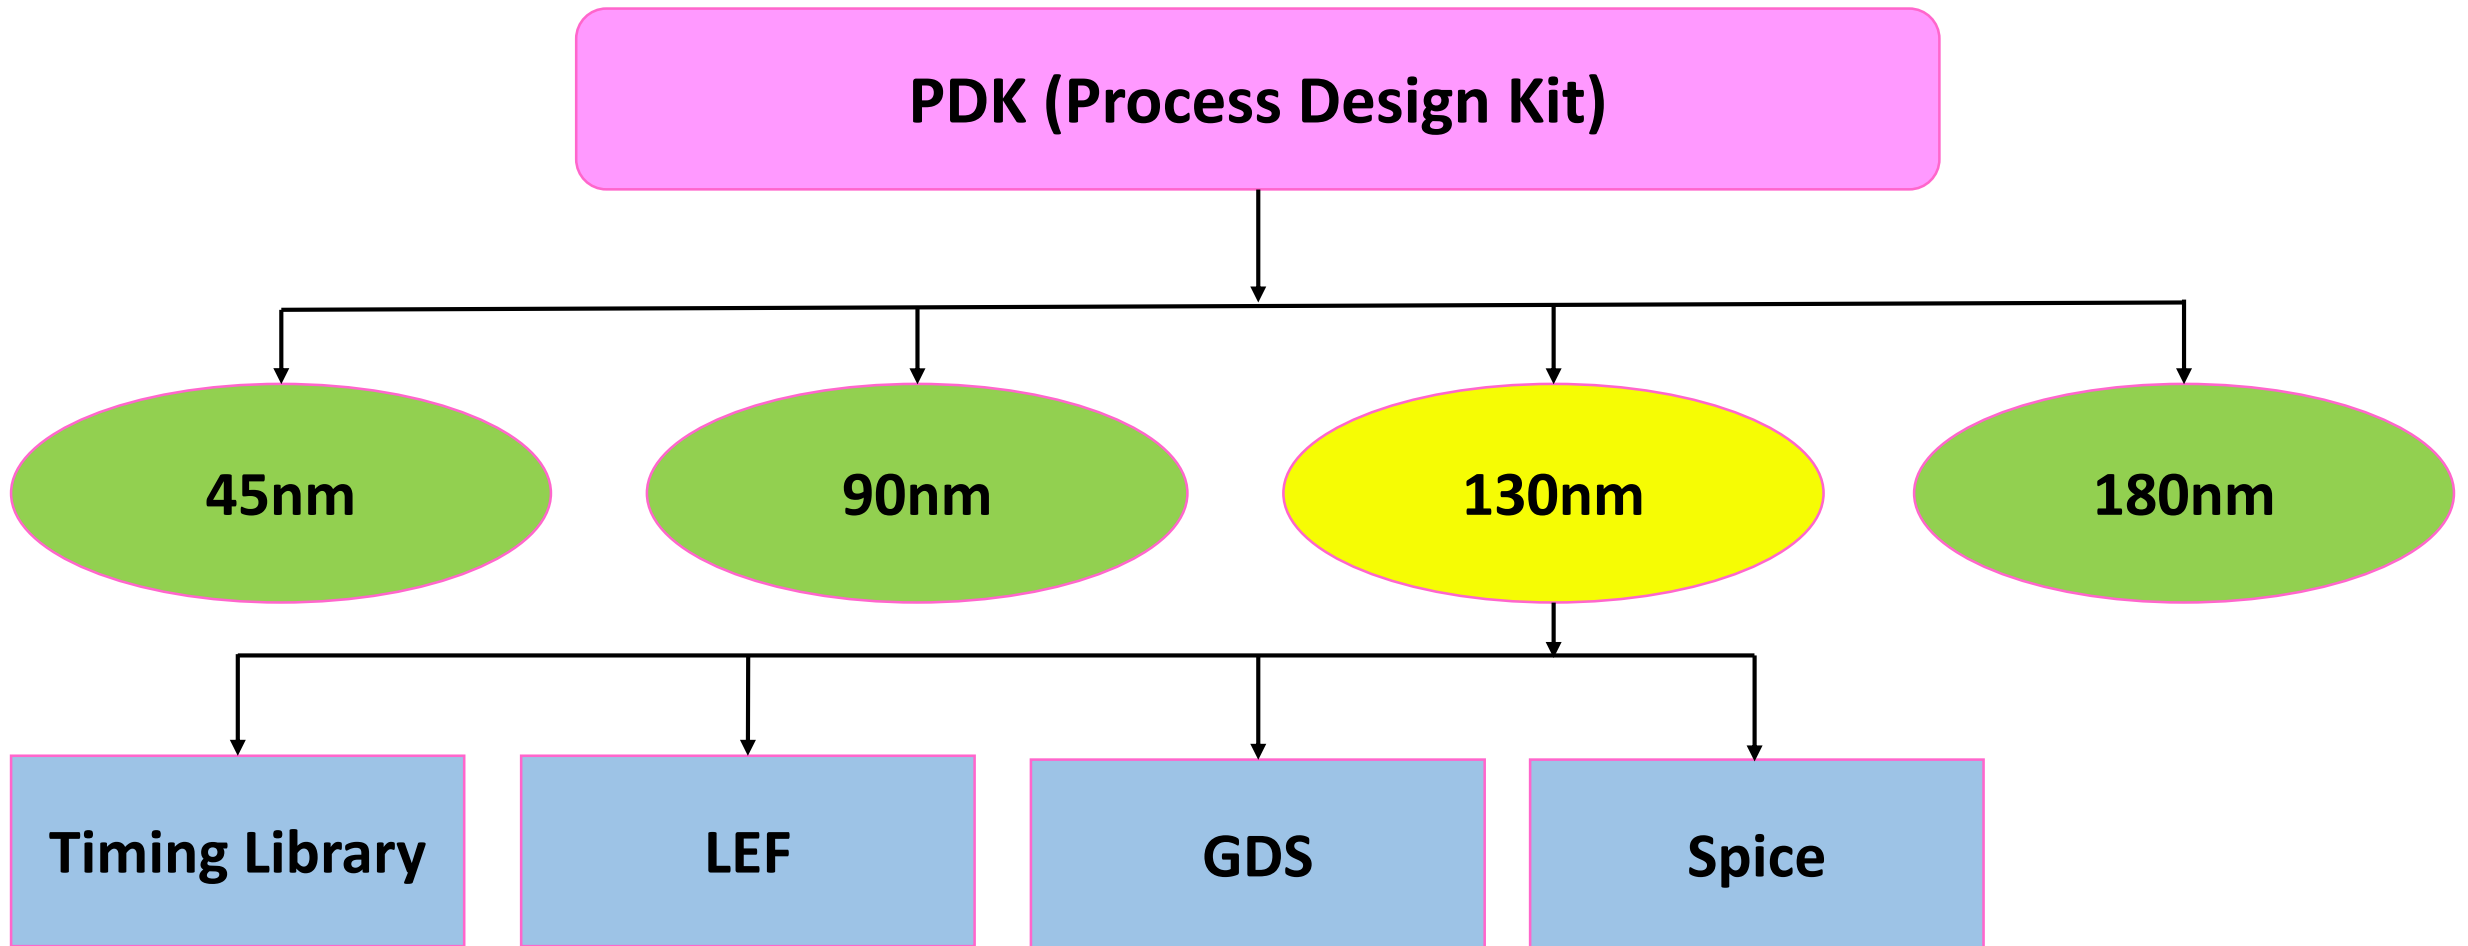 PDK (Process Design Kit)
45nm
90nm
130nm
180nm
Timing Library
LEF
GDS
Spice